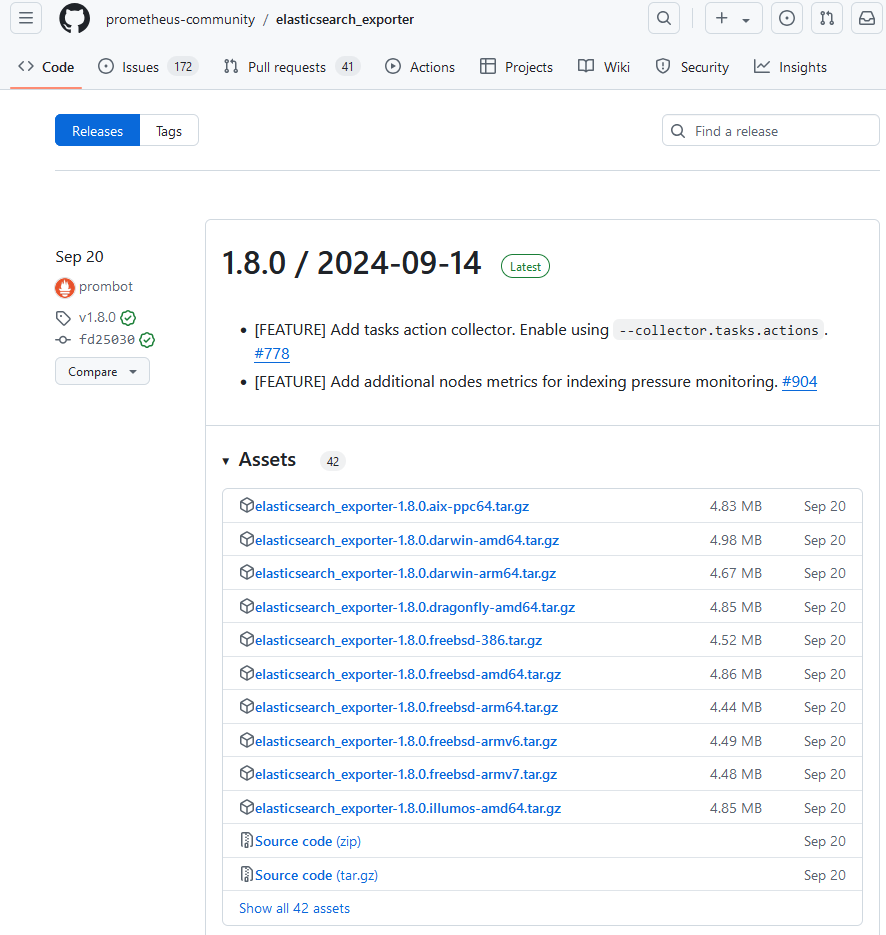 prometheus-community / elasticsearch_exporter
Code Issues 172 Pull requests 41 Actions Projects Wiki Security Insights
Releases Tags Find a release
Sep 20
prombot
v1.8.0
fd25030
Compare
1.8.0 / 2024-09-14 Latest
• [FEATURE] Add tasks action collector. Enable using --collector.tasks.actions.
#778
• [FEATURE] Add additional nodes metrics for indexing pressure monitoring. #904
Assets 42
elasticsearch_exporter-1.8.0.aix-ppc64.tar.gz 4.83 MB Sep 20
elasticsearch_exporter-1.8.0.darwin-amd64.tar.gz 4.98 MB Sep 20
elasticsearch_exporter-1.8.0.darwin-arm64.tar.gz 4.67 MB Sep 20
elasticsearch_exporter-1.8.0.dragonfly-amd64.tar.gz 4.85 MB Sep 20
elasticsearch_exporter-1.8.0.freebsd-386.tar.gz 4.52 MB Sep 20
elasticsearch_exporter-1.8.0.freebsd-amd64.tar.gz 4.86 MB Sep 20
elasticsearch_exporter-1.8.0.freebsd-arm64.tar.gz 4.44 MB Sep 20
elasticsearch_exporter-1.8.0.freebsd-armv6.tar.gz 4.49 MB Sep 20
elasticsearch_exporter-1.8.0.freebsd-armv7.tar.gz 4.48 MB Sep 20
elasticsearch_exporter-1.8.0.illumos-amd64.tar.gz 4.85 MB Sep 20
Source code (zip) Sep 20
Source code (tar.gz) Sep 20
Show all 42 assets